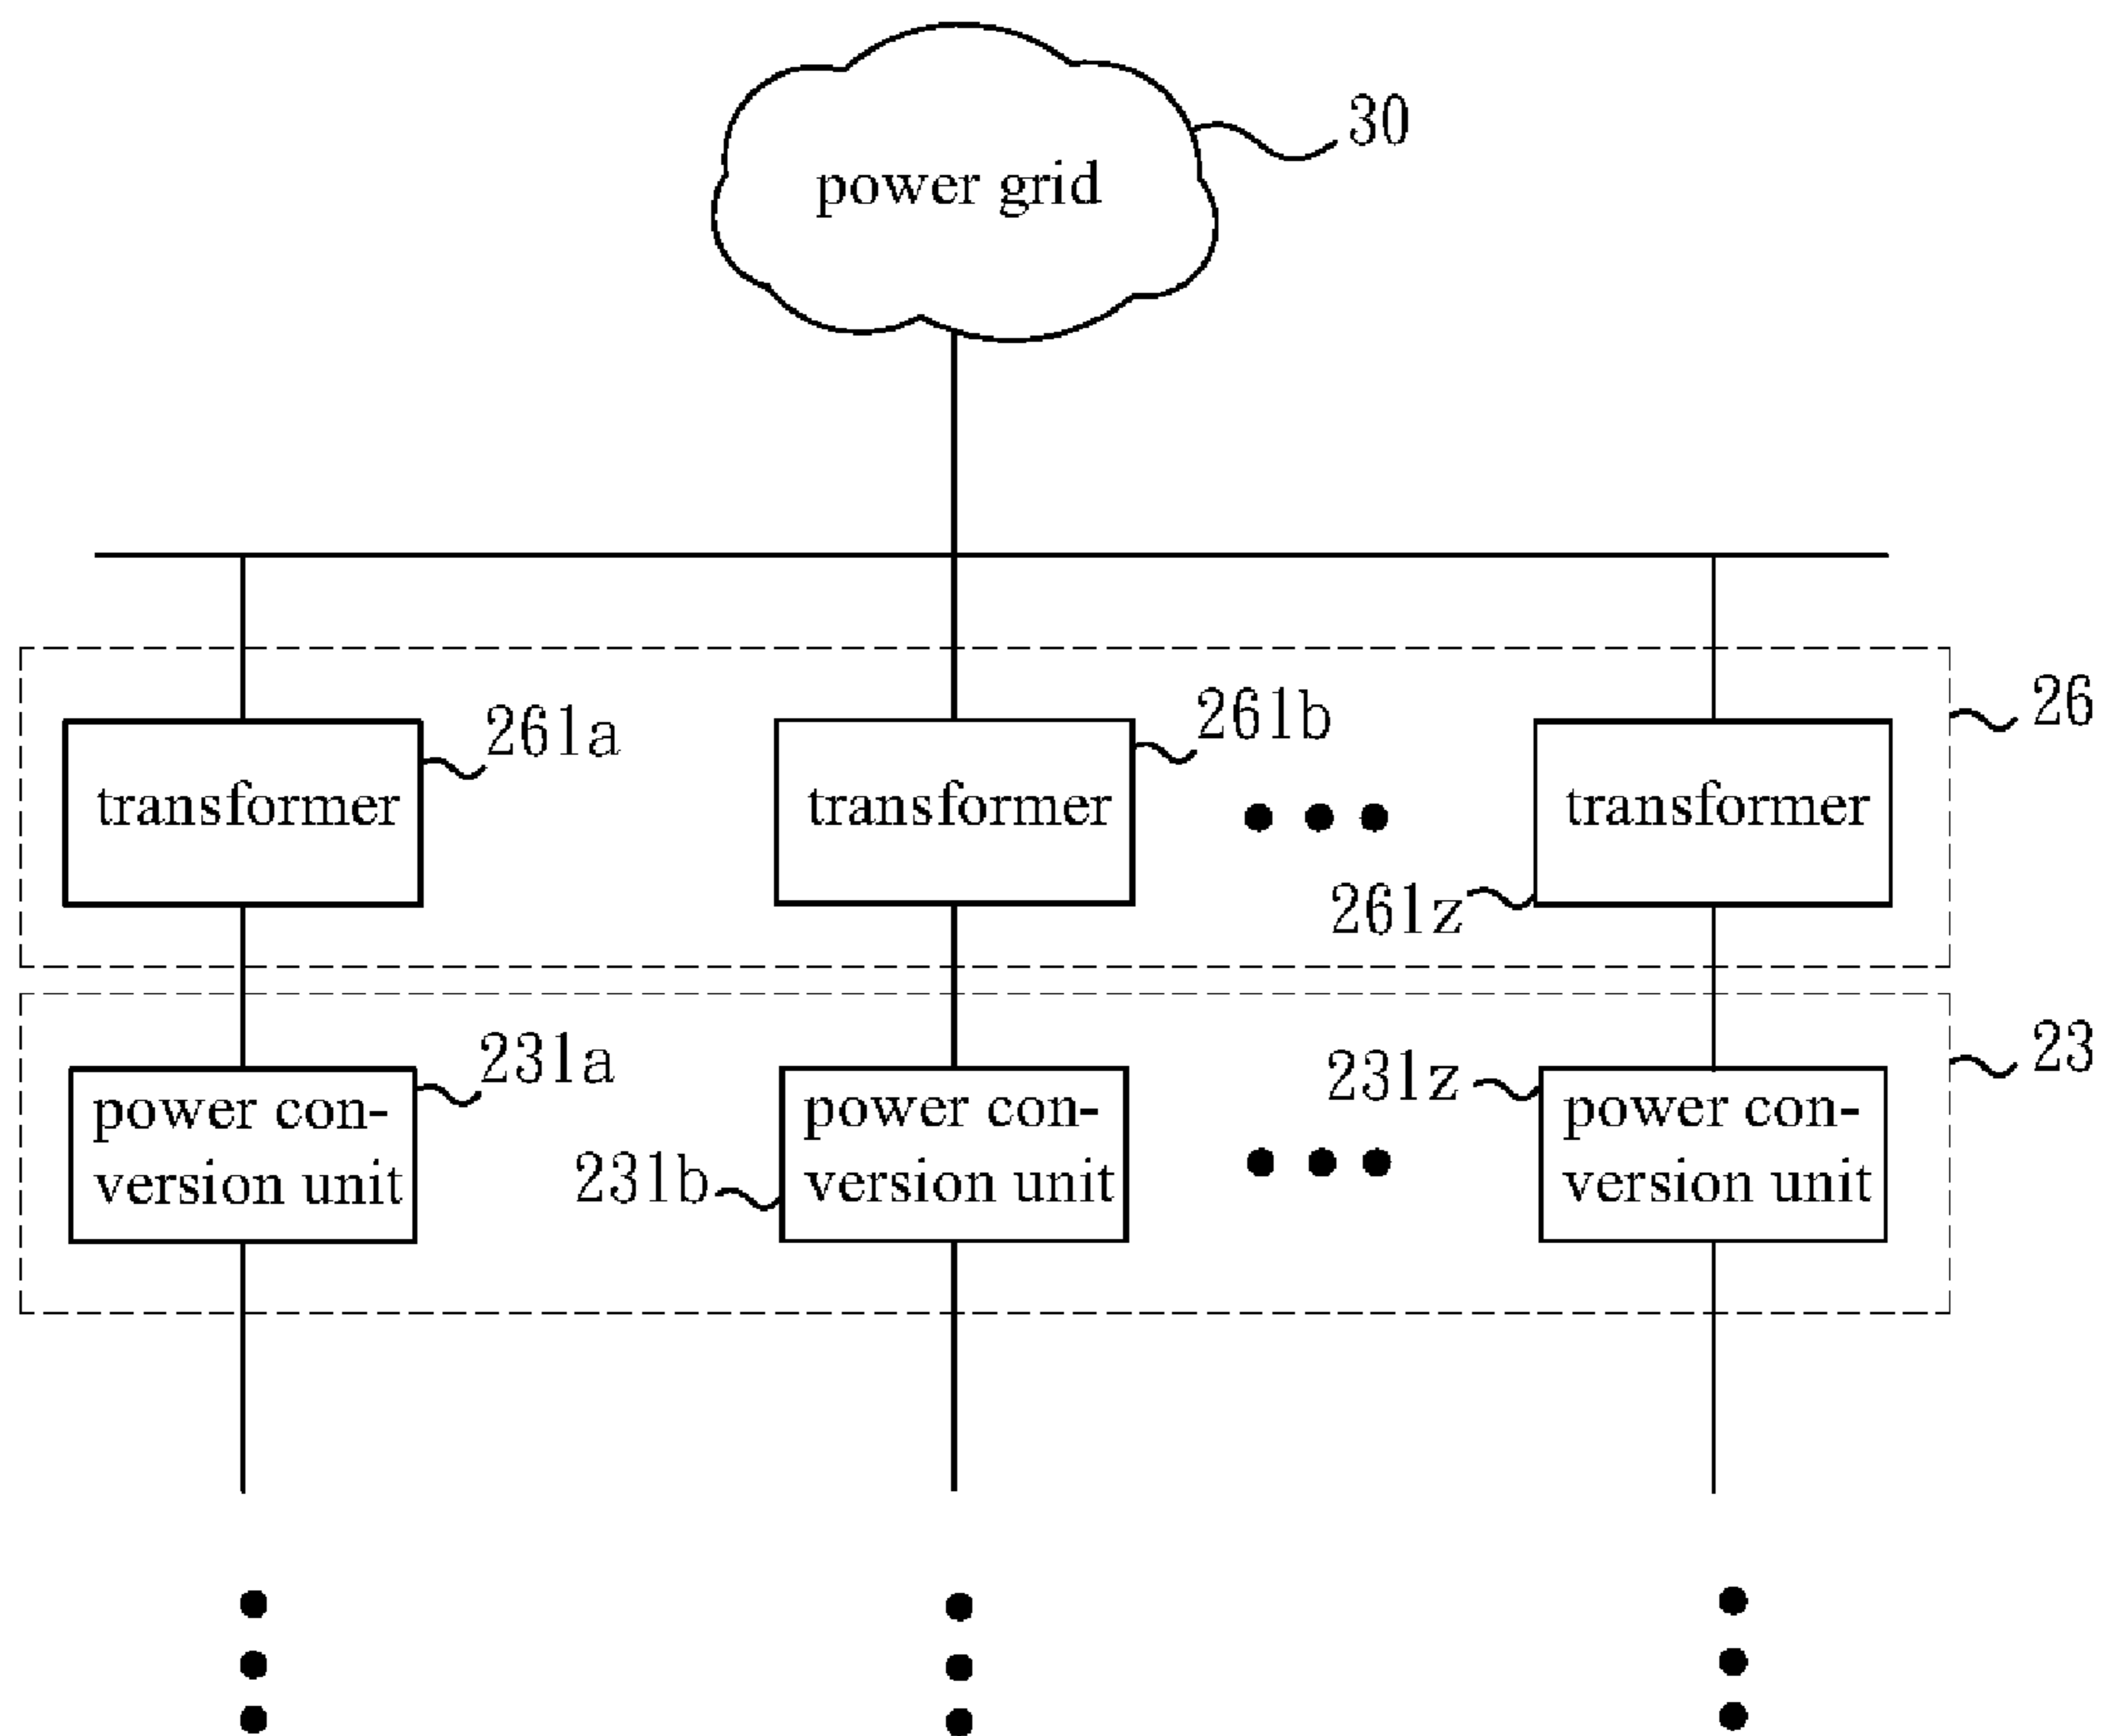 30
power grid
26
261a
261b
transformer
transformer
transformer
261z
23
231a
231z
power con-
version unit
231b
power con-
version unit
power con-
version unit